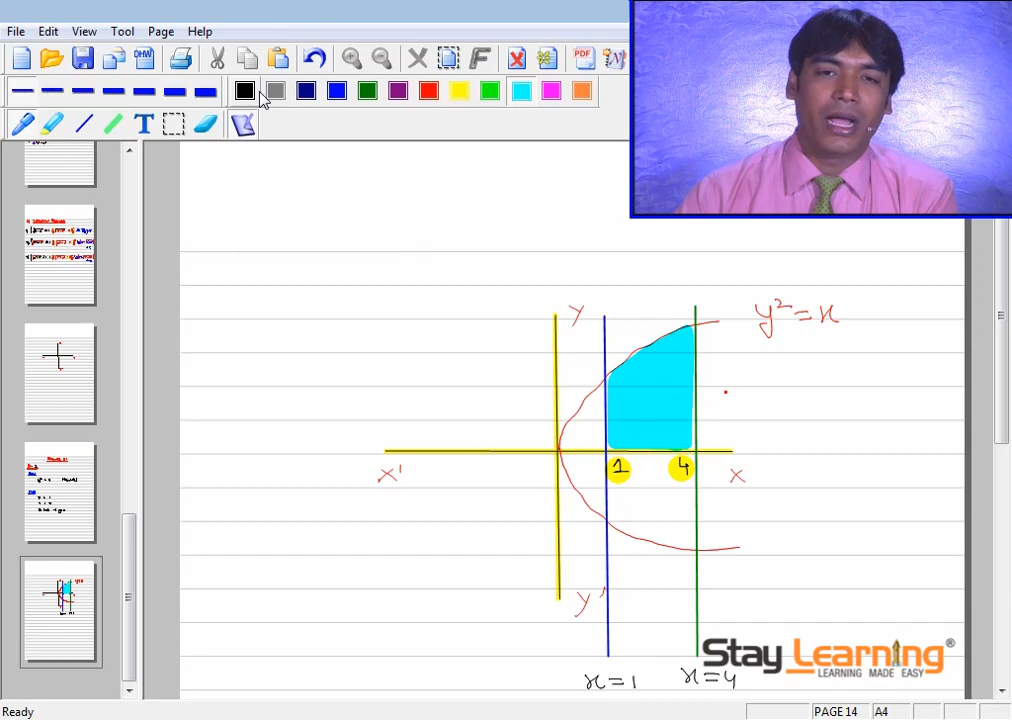 File Edit View Tool Page Help
PDF
T
Y
y² = x
1 4
X' X
y'
Stay Learning ®
LEARNING MADE EASY
x=1 x=4
Ready PAGE 14 A4